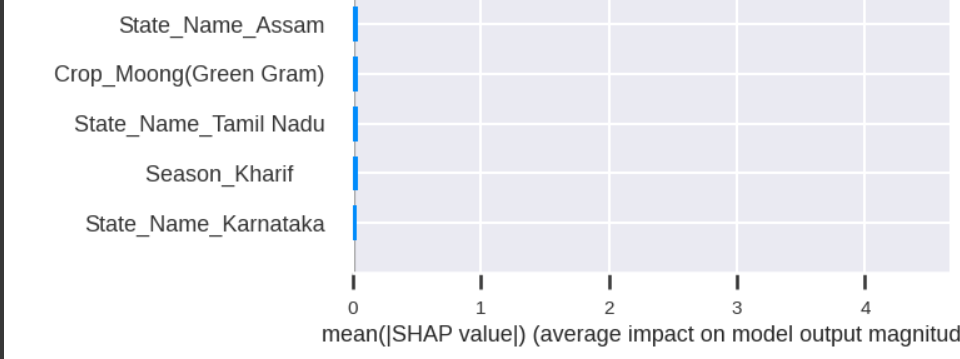 State_Name_Assam
Crop_Moong(Green Gram)
State_Name_Tamil Nadu
Season_Kharif
State_Name_Karnataka
0 1 2 3 4
mean(|SHAP value|) (average impact on model output magnitud